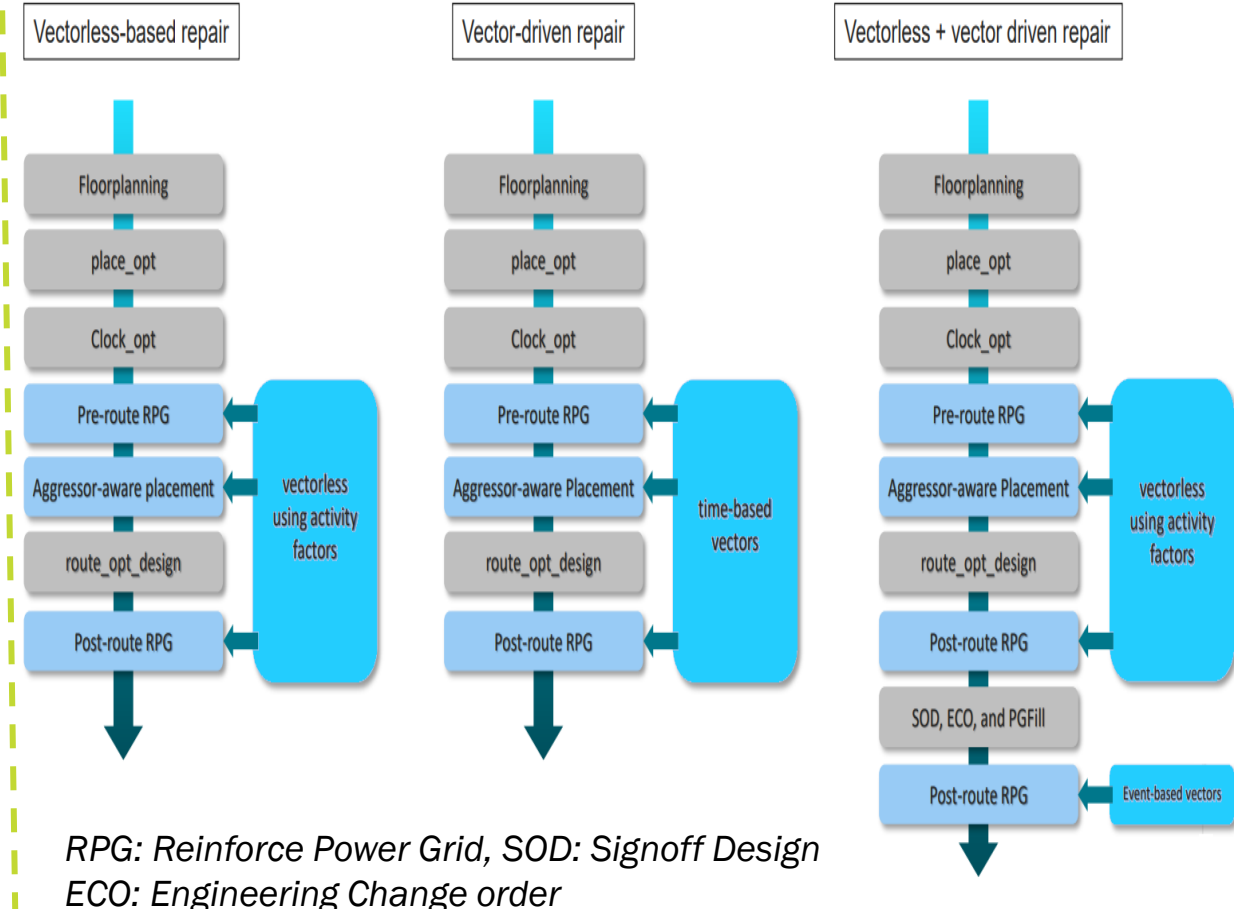 Vectorless-based repair
Floorplanning
place_opt
Clock_opt
Pre-route RPG
Aggressor-aware placement
route_opt_design
Post-route RPG
vectorless
using activity
factors
Vector-driven repair
Floorplanning
place_opt
Clock_opt
Pre-route RPG
Aggressor-aware Placement
route_opt_design
Post-route RPG
time-based
vectors
Vectorless + vector driven repair
Floorplanning
place_opt
Clock_opt
Pre-route RPG
Aggressor-aware Placement
route_opt_design
Post-route RPG
SOD, ECO, and PGFill
Post-route RPG
vectorless
using activity
factors
Event-based vectors
RPG: Reinforce Power Grid, SOD: Signoff Design
ECO: Engineering Change order